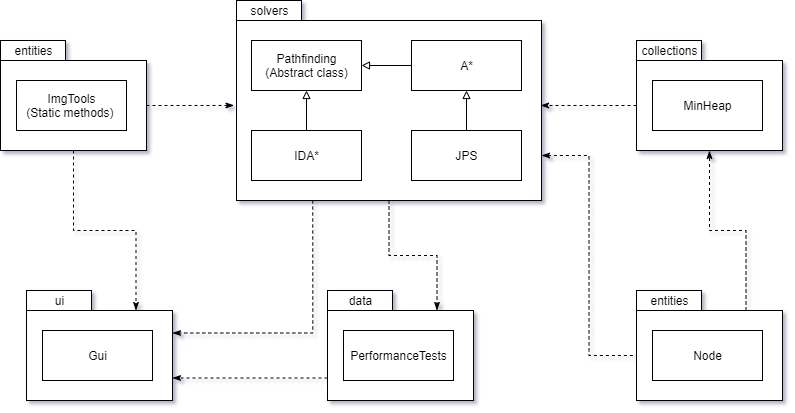 solvers
entities
ImgTools
(Static methods)
Pathfinding
(Abstract class)
A*
IDA*
JPS
collections
MinHeap
ui
Gui
data
PerformanceTests
entities
Node